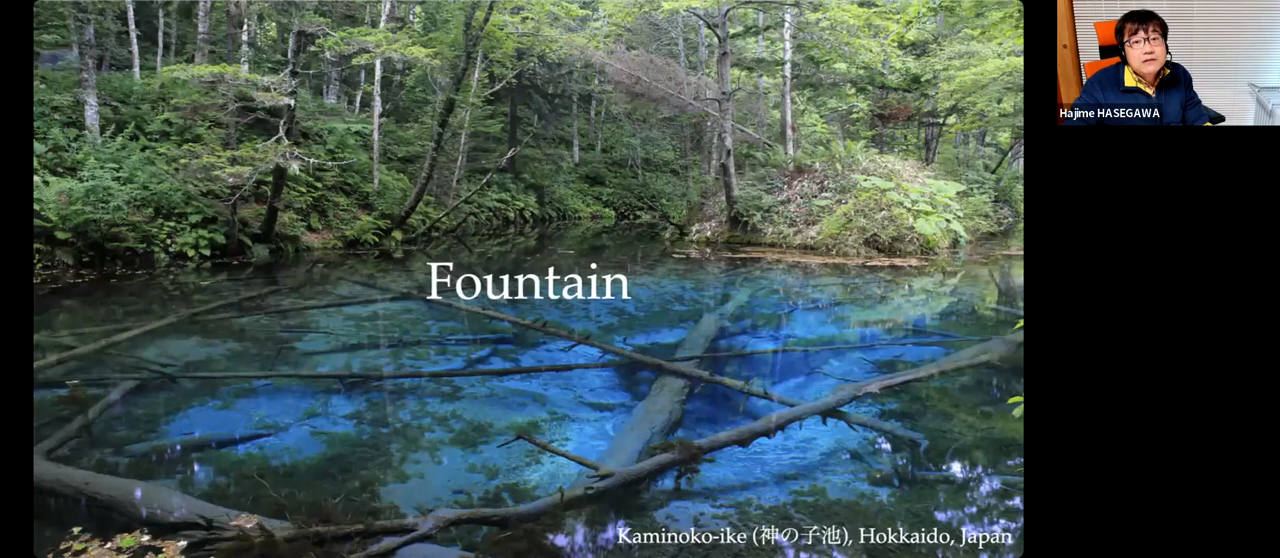 Fountain
Kaminoko-ike (神の子池), Hokkaido, Japan
Hajime HASEGAWA